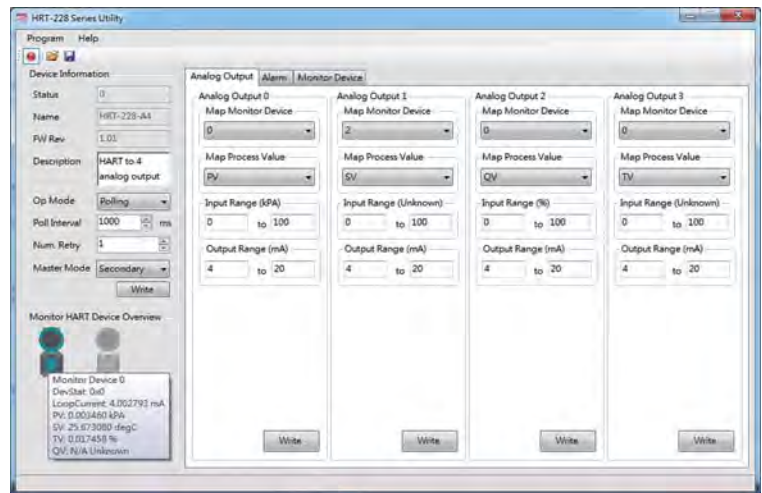 HRT-228 Series Utility
Program Help
Device Information
Status 0
Name HRT-228-A4
FW Rev 1.01
Description HART to 4
analog output
Op Mode Polling
Poll Interval 1000 ms
Num. Retry 1
Master Mode Secondary
Write
Monitor HART Device Overview
Monitor Device 0
DevStat: 0x0
LoopCurrent: 4.002793 mA
PV: 0.003460 kPA
SV: 25.673080 degC
TV: 0.017458 %
QV: N/A Unknown
Analog Output Alarm Monitor Device
Analog Output 0
Map Monitor Device
0
Map Process Value
PV
Input Range (kPA)
0 to 100
Output Range (mA)
4 to 20
Write
Analog Output 1
Map Monitor Device
2
Map Process Value
SV
Input Range (Unknown)
0 to 100
Output Range (mA)
4 to 20
Write
Analog Output 2
Map Monitor Device
0
Map Process Value
QV
Input Range (%)
0 to 100
Output Range (mA)
4 to 20
Write
Analog Output 3
Map Monitor Device
0
Map Process Value
TV
Input Range (Unknown)
0 to 100
Output Range (mA)
4 to 20
Write